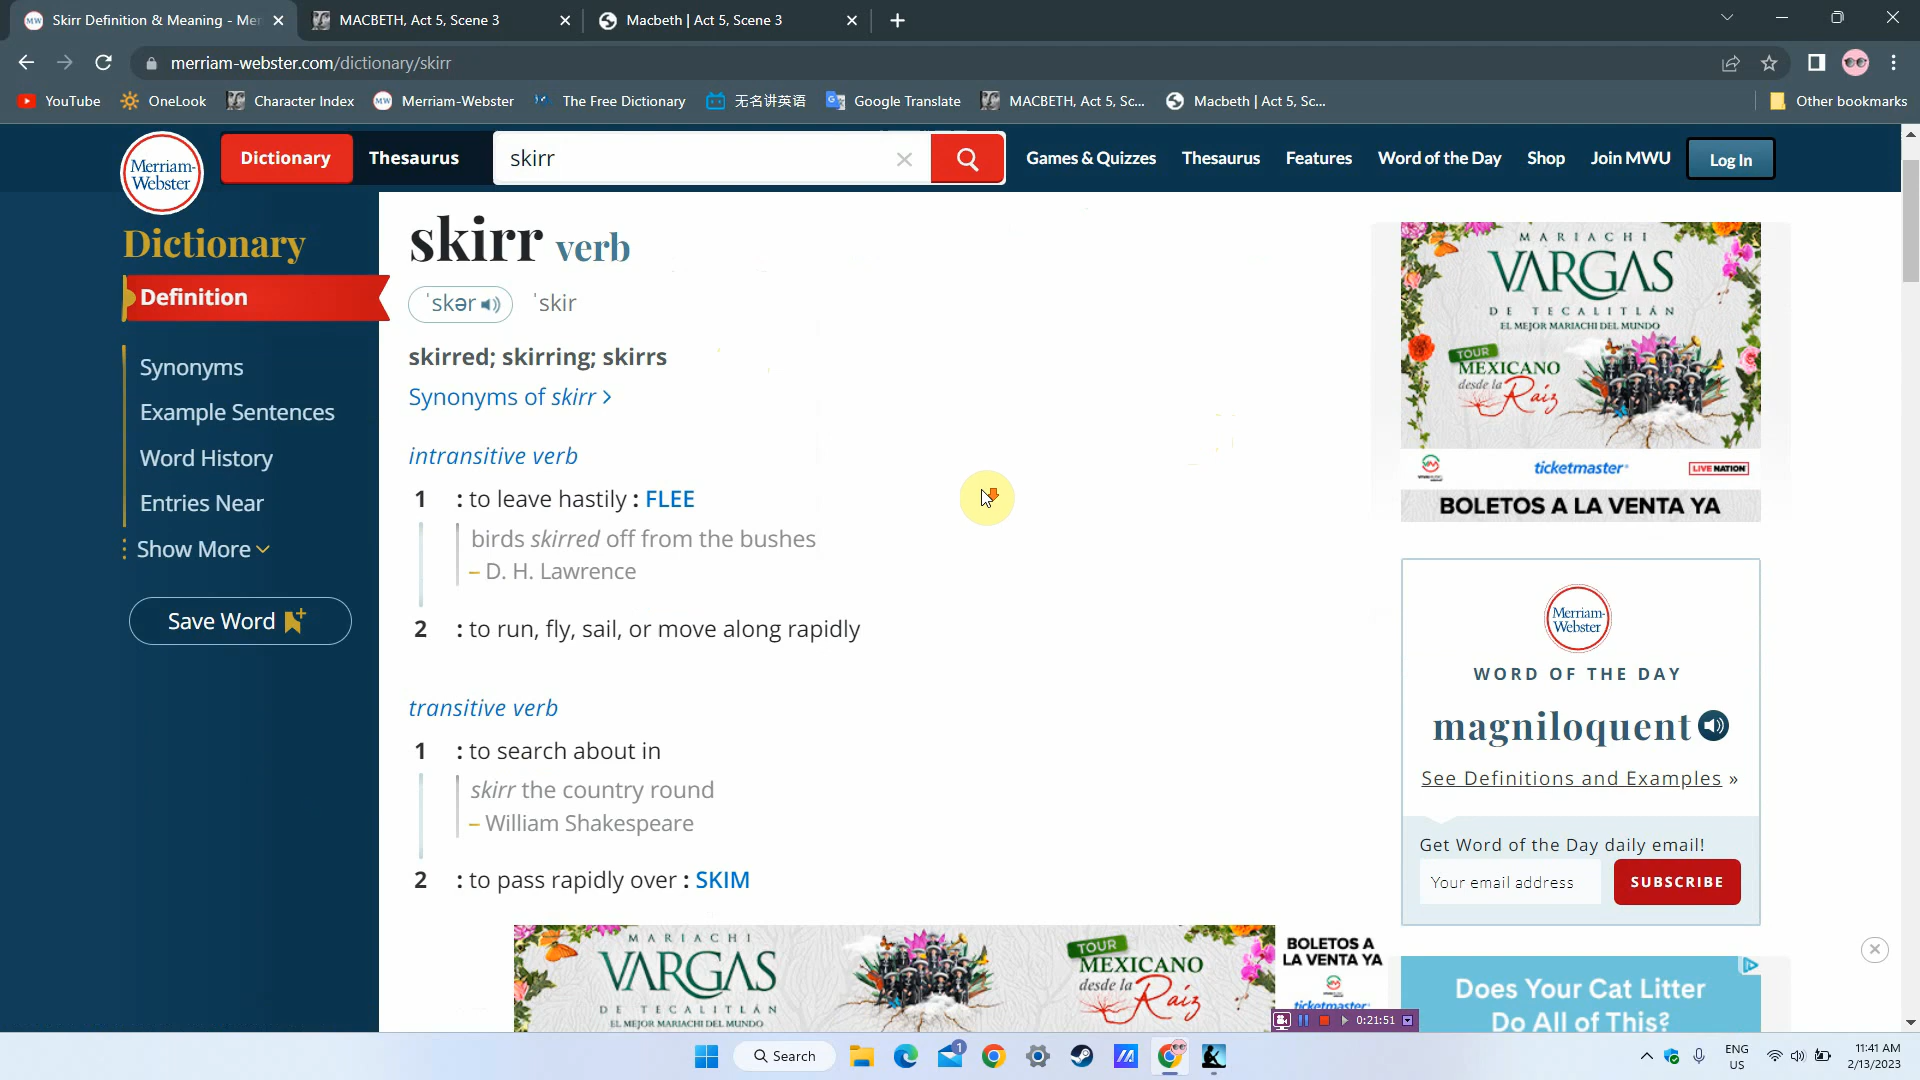 Skirr Definition & Meaning - Mer
MACBETH, Act 5, Scene 3
Macbeth | Act 5, Scene 3
merriam-webster.com/dictionary/skirr
YouTube
OneLook
Character Index
Merriam-Webster
The Free Dictionary
无名讲英语
Google Translate
MACBETH, Act 5, Sc...
Macbeth | Act 5, Sc...
Other bookmarks
Merriam-
Webster
Dictionary
Thesaurus
skirr
Games & Quizzes
Thesaurus
Features
Word of the Day
Shop
Join MWU
Log In
Dictionary
Definition
Synonyms
Example Sentences
Word History
Entries Near
Show More
Save Word
skirr verb
ˈskər
ˈskir
skirred; skirring; skirrs
Synonyms of skirr >
intransitive verb
1 : to leave hastily : FLEE
birds skirred off from the bushes
– D. H. Lawrence
2 : to run, fly, sail, or move along rapidly
transitive verb
1 : to search about in
skirr the country round
– William Shakespeare
2 : to pass rapidly over : SKIM
MARIACHI
VARGAS
DE TECALITLÁN
EL MEJOR MARIACHI DEL MUNDO
TOUR
MEXICANO
desde la
Raíz
ticketmaster
LIVE NATION
BOLETOS A LA VENTA YA
Merriam-
Webster
WORD OF THE DAY
magniloquent
See Definitions and Examples »
Get Word of the Day daily email!
Your email address
SUBSCRIBE
MARIACHI
VARGAS
DE TECALITLÁN
EL MEJOR MARIACHI DEL MUNDO
TOUR
MEXICANO
desde la
Raíz
BOLETOS A
LA VENTA YA
ticketmaster
Does Your Cat Litter
Do All of This?
0:21:51
Search
1
ENG
US
11:41 AM
2/13/2023